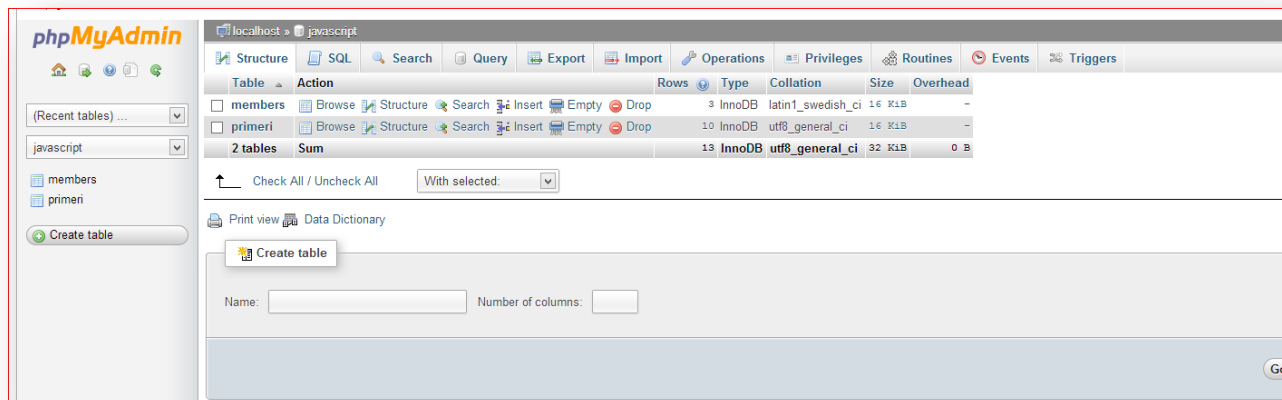 phpMyAdmin
(Recent tables) ...
javascript
members
primeri
Create table
localhost » javascript
Structure SQL Search Query Export Import Operations Privileges Routines Events Triggers
Table Action Rows Type Collation Size Overhead
members Browse Structure Search Insert Empty Drop 3 InnoDB latin1_swedish_ci 16 KiB -
primeri Browse Structure Search Insert Empty Drop 10 InnoDB utf8_general_ci 16 KiB -
2 tables Sum 13 InnoDB utf8_general_ci 32 KiB 0 B
Check All / Uncheck All With selected:
Print view Data Dictionary
Create table
Name: Number of columns:
Go